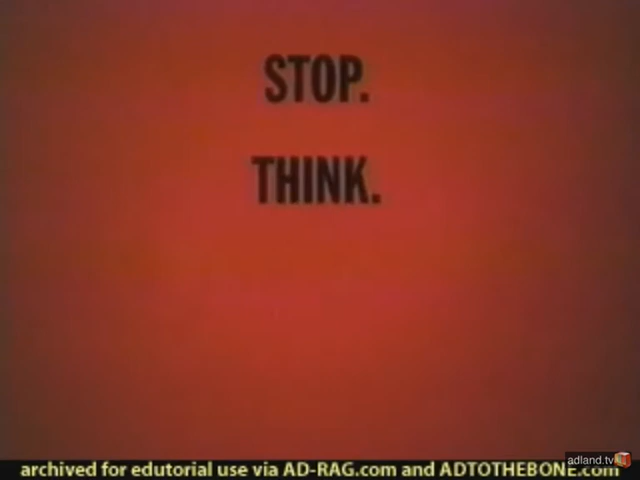 STOP.
THINK.
adland.tv
archived for edutorial use via AD-RAG.com and ADTOTHEBONE.com